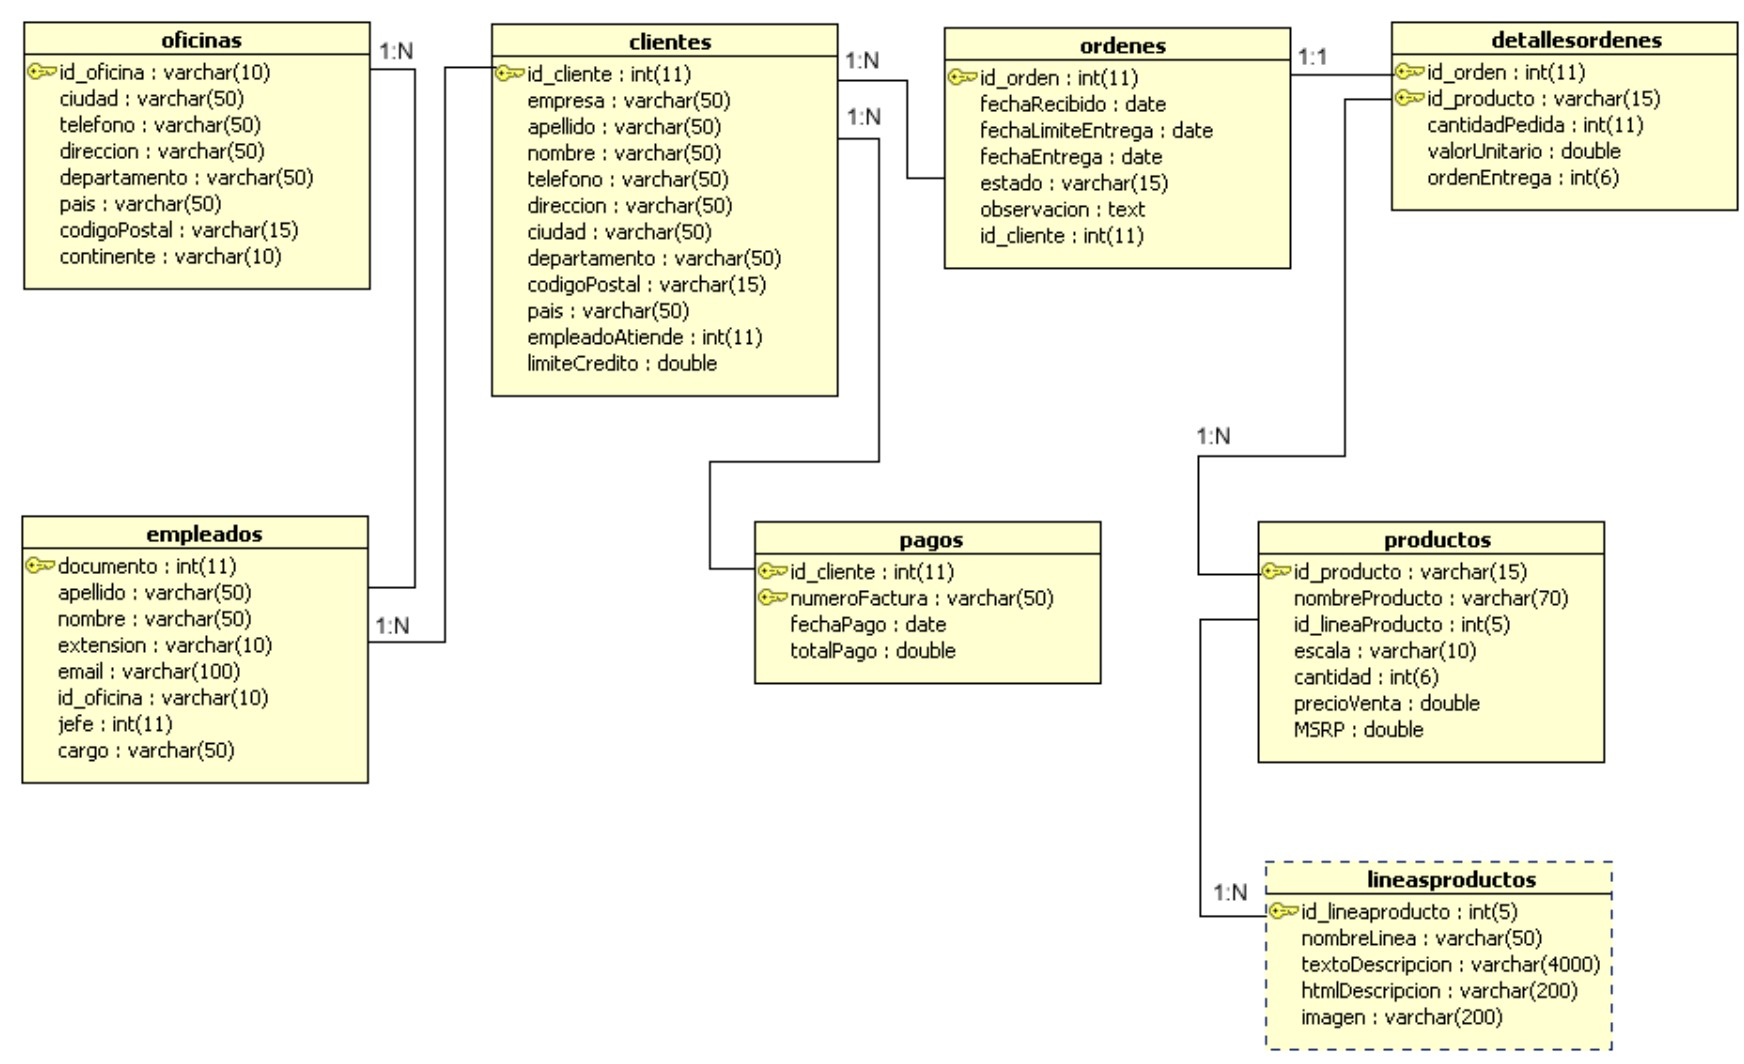 oficinas
id_oficina : varchar(10)
ciudad : varchar(50)
telefono : varchar(50)
direccion : varchar(50)
departamento : varchar(50)
pais : varchar(50)
codigoPostal : varchar(15)
continente : varchar(10)
1:N
clientes
id_cliente : int(11)
empresa : varchar(50)
apellido : varchar(50)
nombre : varchar(50)
telefono : varchar(50)
direccion : varchar(50)
ciudad : varchar(50)
departamento : varchar(50)
codigoPostal : varchar(15)
pais : varchar(50)
empleadoAtiende : int(11)
limiteCredito : double
1:N
1:N
ordenes
id_orden : int(11)
fechaRecibido : date
fechaLimiteEntrega : date
fechaEntrega : date
estado : varchar(15)
observacion : text
id_cliente : int(11)
1:1
detallesordenes
id_orden : int(11)
id_producto : varchar(15)
cantidadPedida : int(11)
valorUnitario : double
ordenEntrega : int(6)
1:N
empleados
documento : int(11)
apellido : varchar(50)
nombre : varchar(50)
extension : varchar(10)
email : varchar(100)
id_oficina : varchar(10)
jefe : int(11)
cargo : varchar(50)
1:N
pagos
id_cliente : int(11)
numeroFactura : varchar(50)
fechaPago : date
totalPago : double
productos
id_producto : varchar(15)
nombreProducto : varchar(70)
id_lineaProducto : int(5)
escala : varchar(10)
cantidad : int(6)
precioVenta : double
MSRP : double
1:N
lineasproductos
id_lineaproducto : int(5)
nombreLinea : varchar(50)
textoDescripcion : varchar(4000)
htmlDescripcion : varchar(200)
imagen : varchar(200)